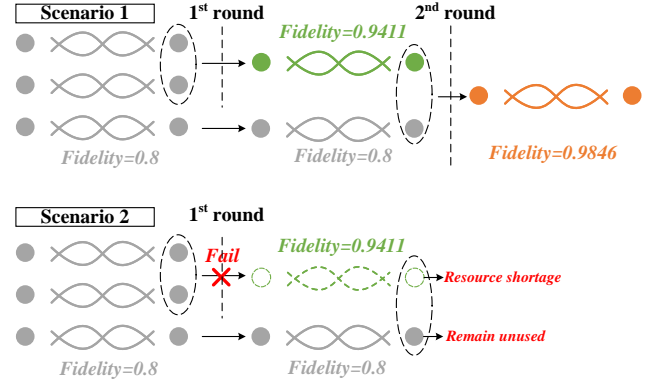 Scenario 1
1st round
2nd round
Fidelity=0.9411
Fidelity=0.8
Fidelity=0.8
Fidelity=0.9846
Scenario 2
1st round
Fail
Fidelity=0.9411
Resource shortage
Remain unused
Fidelity=0.8
Fidelity=0.8